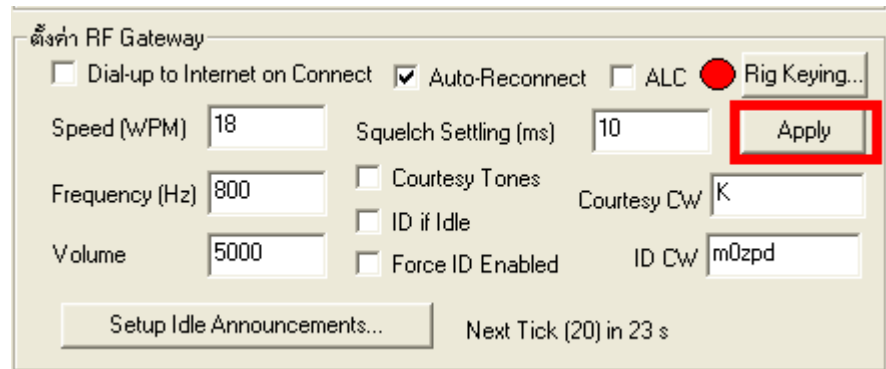 ตั้งค่า RF Gateway
Dial-up to Internet on Connect Auto-Reconnect ALC Rig Keying...
Speed (WPM) 18 Squelch Settling (ms) 10 Apply
Frequency (Hz) 800 Courtesy Tones Courtesy CW K
ID if Idle
Volume 5000 Force ID Enabled ID CW m0zpd
Setup Idle Announcements... Next Tick (20) in 23 s